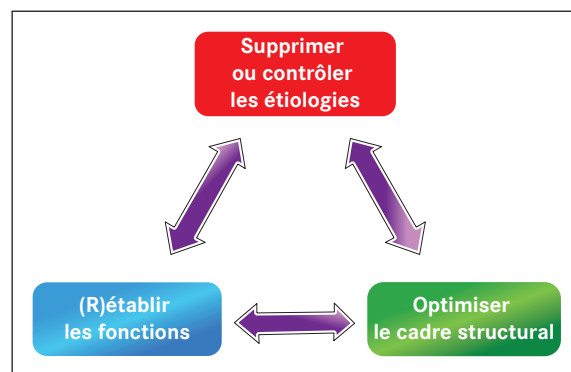 Supprimer
ou contrôler
les étiologies
(R)établir
les fonctions
Optimiser
le cadre structural